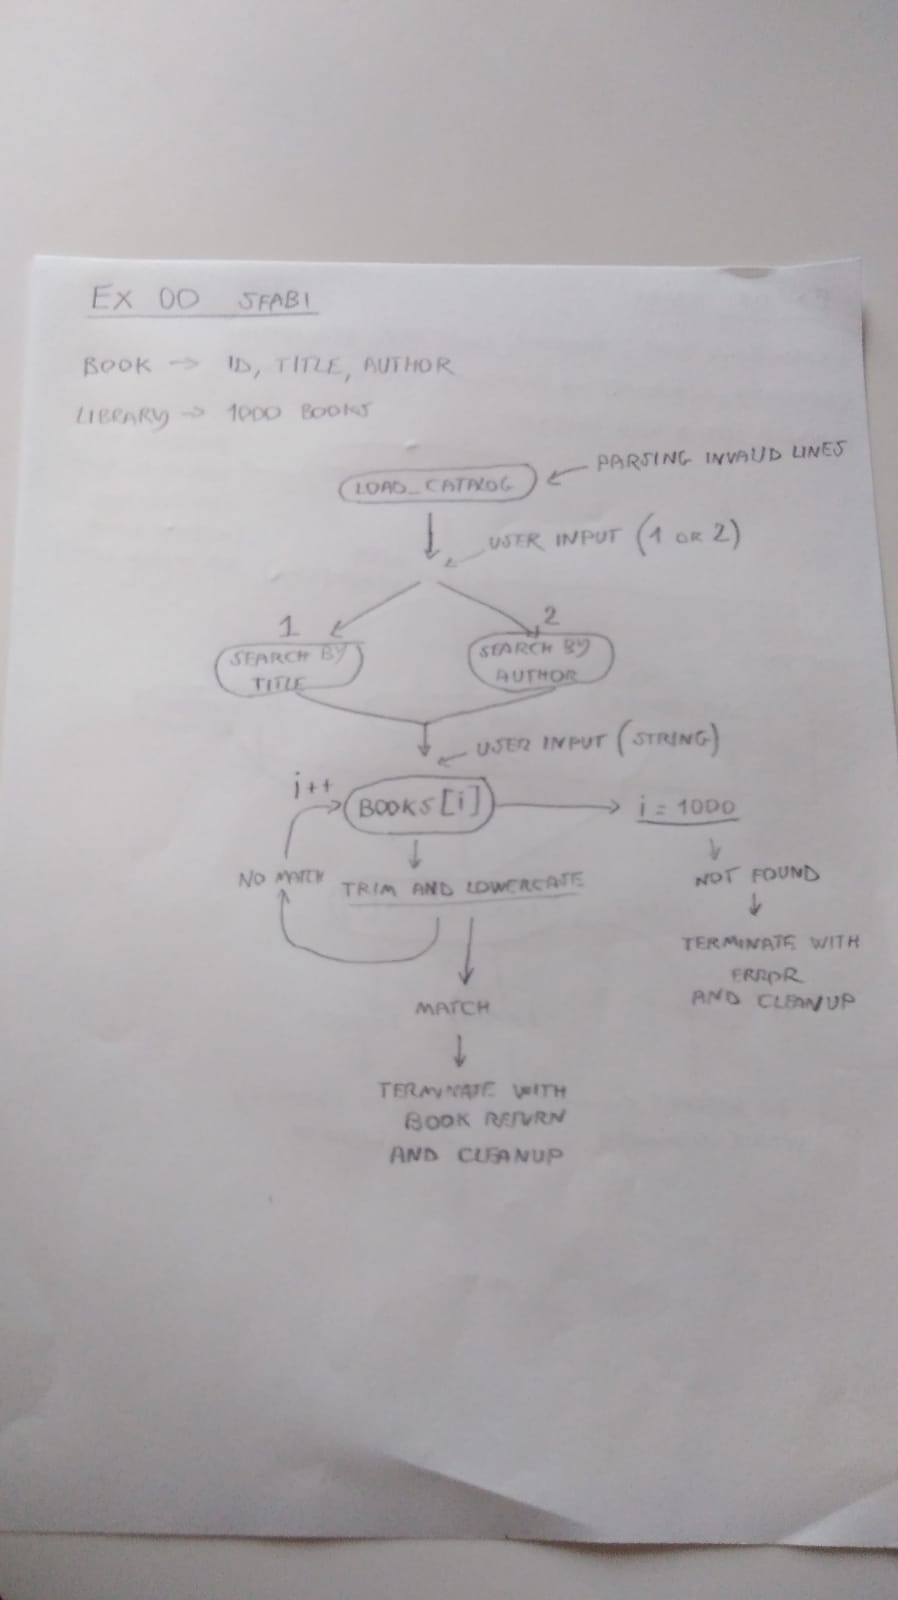 EX 00 SFABI
BOOK → ID, TITLE, AUTHOR
LIBRARY → 1000 BOOKS
PARSING INVALID LINES
LOAD_CATALOG
USER INPUT (1 OR 2)
1
2
SEARCH BY
TITLE
SEARCH BY
AUTHOR
USER INPUT (STRING)
i++
BOOKS[i]
i = 1000
NO MATCH
TRIM AND LOWERCATE
NOT FOUND
TERMINATE WITH
ERROR
AND CLEANUP
MATCH
TERMINATE WITH
BOOK RETURN
AND CLEANUP